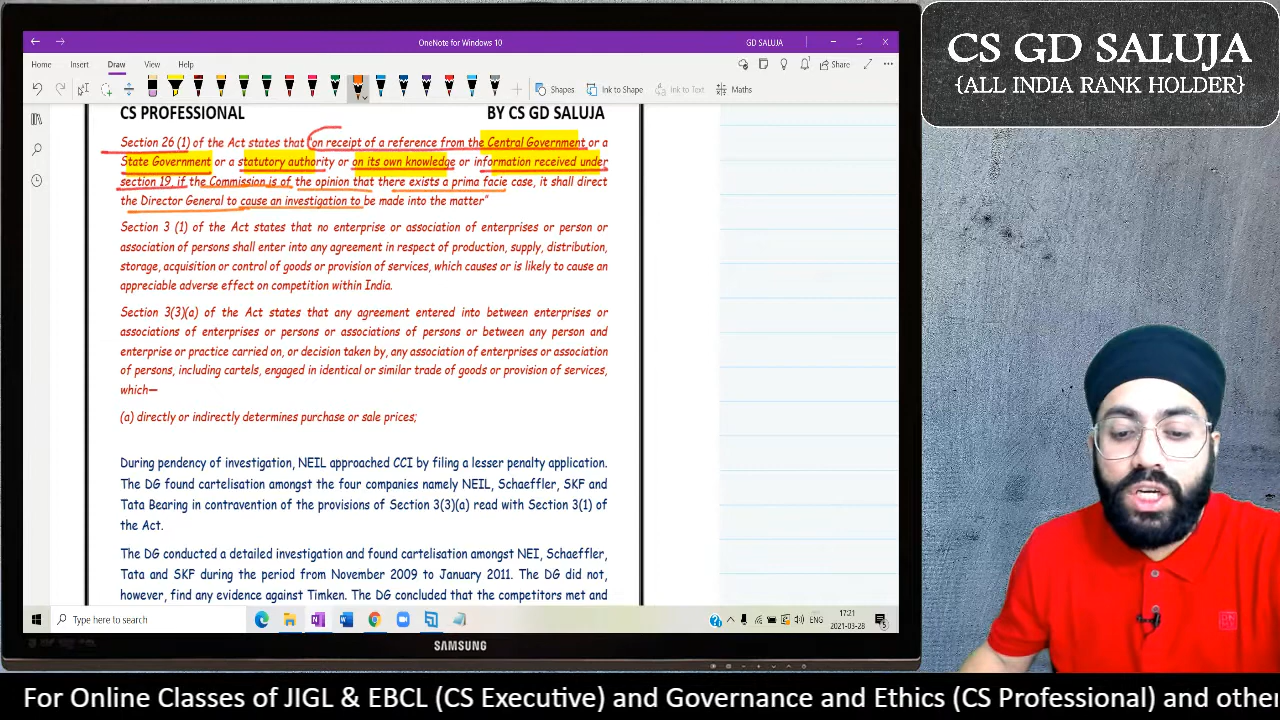 OneNote for Windows 10
GD SALUJA
Home Insert Draw View Help
Share
Shapes Ink to Shape Ink to Text Maths
CS PROFESSIONAL BY CS GD SALUJA
Section 26 (1) of the Act states that "on receipt of a reference from the Central Government or a
State Government or a statutory authority or on its own knowledge or information received under
section 19, if the Commission is of the opinion that there exists a prima facie case, it shall direct
the Director General to cause an investigation to be made into the matter"
Section 3 (1) of the Act states that no enterprise or association of enterprises or person or
association of persons shall enter into any agreement in respect of production, supply, distribution,
storage, acquisition or control of goods or provision of services, which causes or is likely to cause an
appreciable adverse effect on competition within India.
Section 3(3)(a) of the Act states that any agreement entered into between enterprises or
associations of enterprises or persons or associations of persons or between any person and
enterprise or practice carried on, or decision taken by, any association of enterprises or association
of persons, including cartels, engaged in identical or similar trade of goods or provision of services,
which—
(a) directly or indirectly determines purchase or sale prices;
During pendency of investigation, NEIL approached CCI by filing a lesser penalty application.
The DG found cartelisation amongst the four companies namely NEIL, Schaeffler, SKF and
Tata Bearing in contravention of the provisions of Section 3(3)(a) read with Section 3(1) of
the Act.
The DG conducted a detailed investigation and found cartelisation amongst NEI, Schaeffler,
Tata and SKF during the period from November 2009 to January 2011. The DG did not,
however, find any evidence against Timken. The DG concluded that the competitors met and
Type here to search
ENG
17:21
2021-03-28
SAMSUNG
CS GD SALUJA
{ALL INDIA RANK HOLDER}
For Online Classes of JIGL & EBCL (CS Executive) and Governance and Ethics (CS Professional) and other